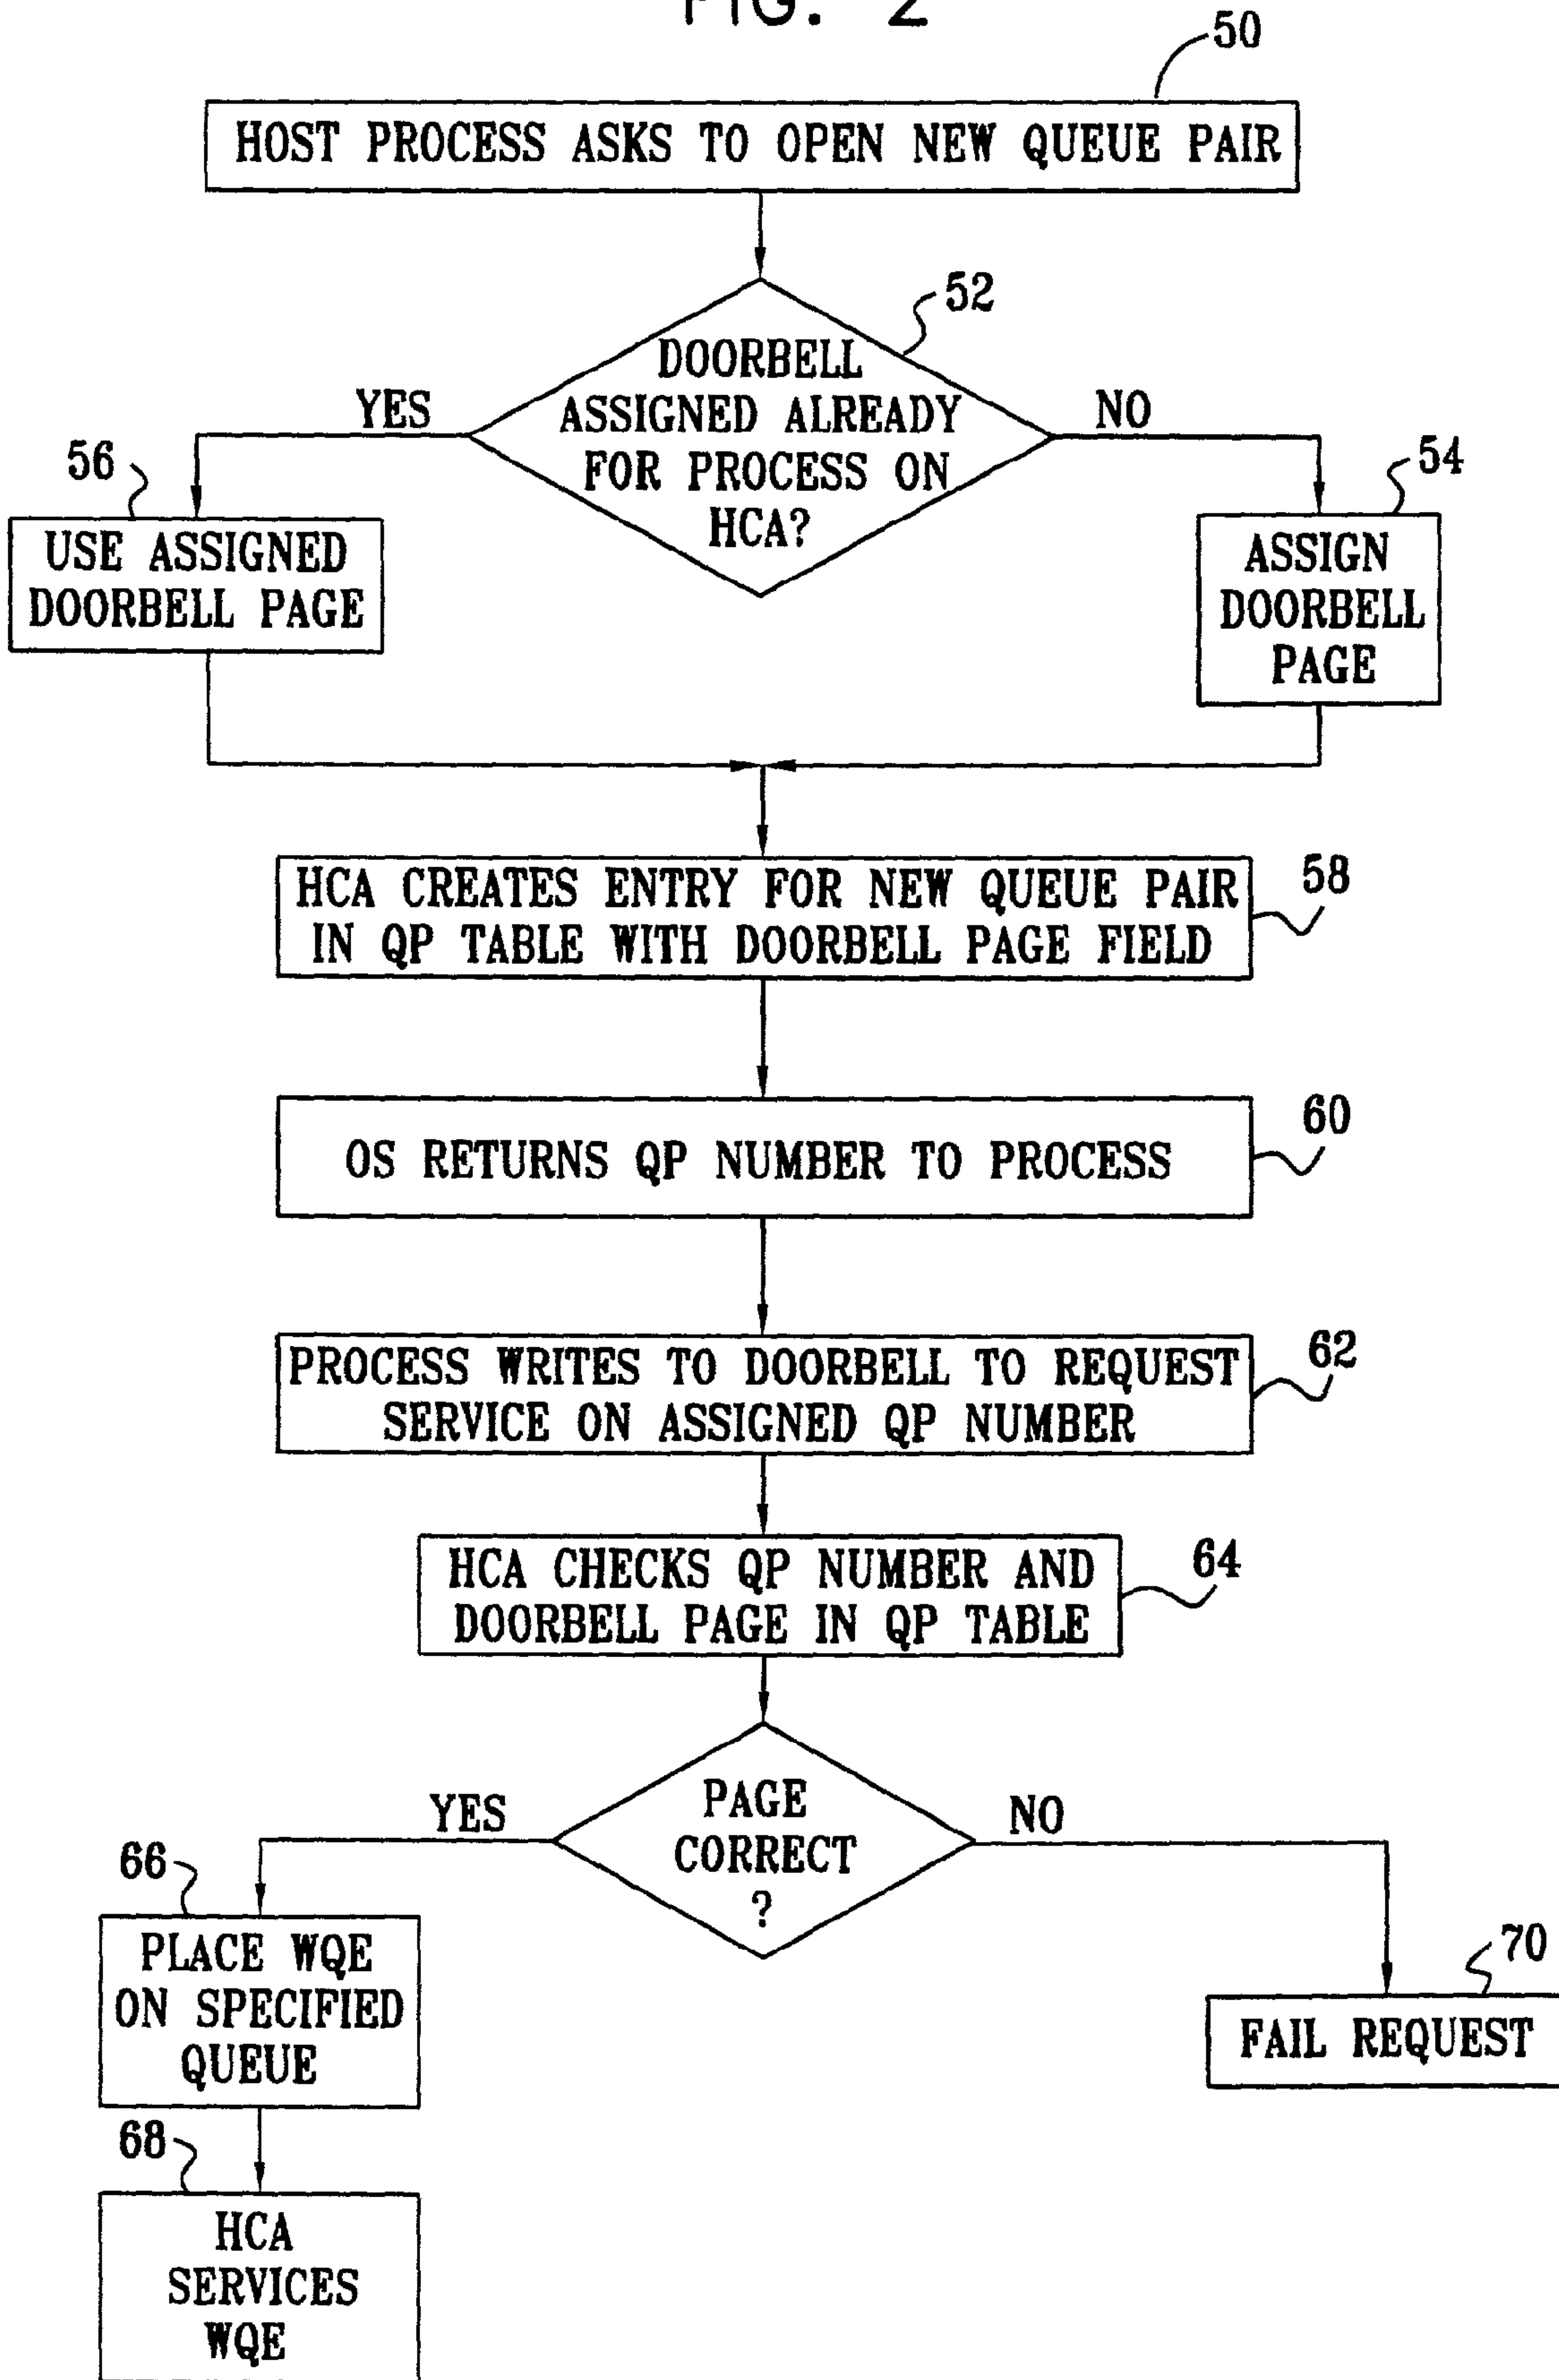 FIG. 2
50
HOST PROCESS ASKS TO OPEN NEW QUEUE PAIR
52
DOORBELL
ASSIGNED ALREADY
FOR PROCESS ON
HCA?
YES
NO
56
USE ASSIGNED
DOORBELL PAGE
54
ASSIGN
DOORBELL
PAGE
HCA CREATES ENTRY FOR NEW QUEUE PAIR
IN QP TABLE WITH DOORBELL PAGE FIELD
58
OS RETURNS QP NUMBER TO PROCESS
60
PROCESS WRITES TO DOORBELL TO REQUEST
SERVICE ON ASSIGNED QP NUMBER
62
HCA CHECKS QP NUMBER AND
DOORBELL PAGE IN QP TABLE
64
PAGE
CORRECT
?
YES
NO
66
PLACE WQE
ON SPECIFIED
QUEUE
70
FAIL REQUEST
68
HCA
SERVICES
WQE